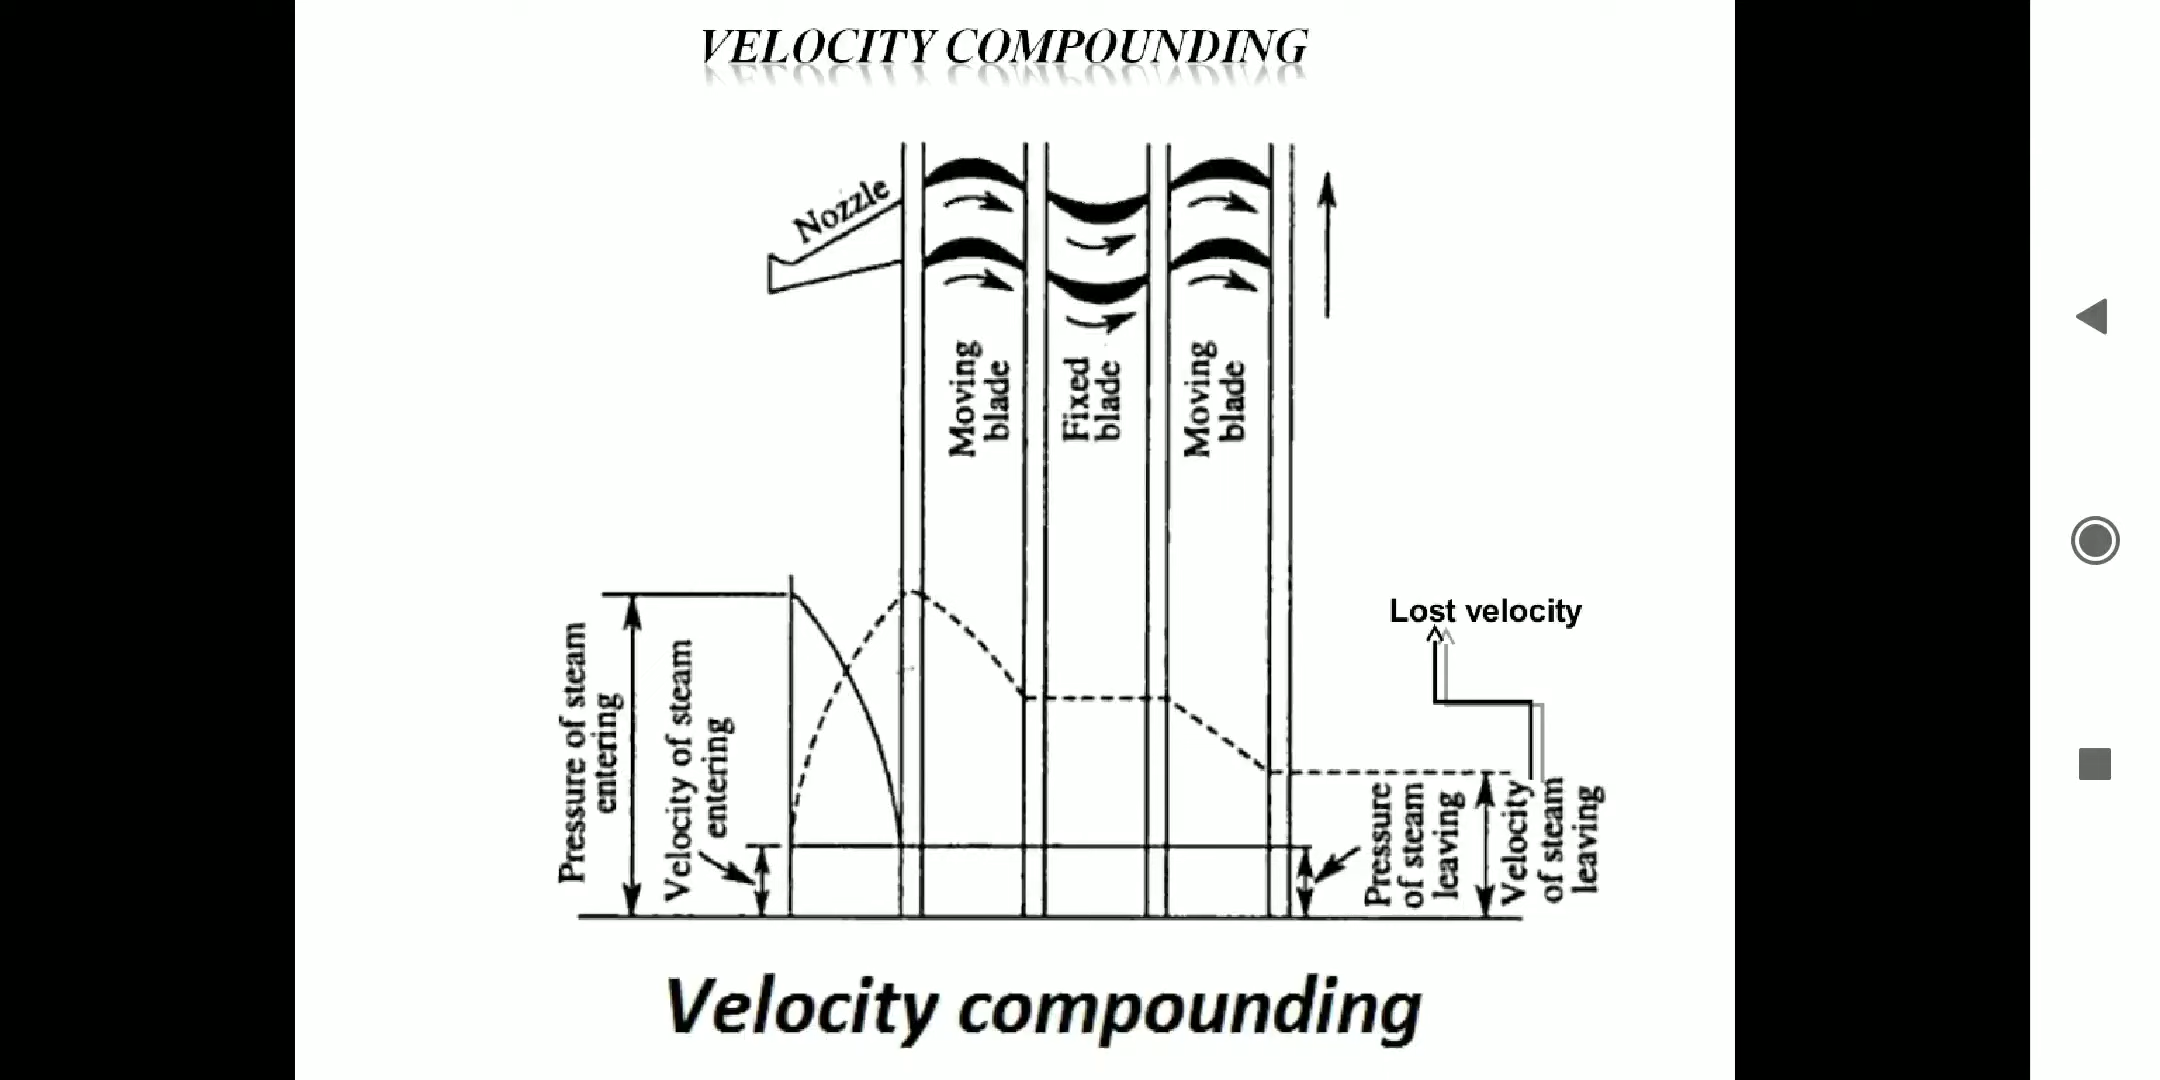 VELOCITY COMPOUNDING
Nozzle
Moving
blade
Fixed
blade
Moving
blade
Lost velocity
Pressure of steam
entering
Velocity of steam
entering
Pressure
of steam
leaving
Velocity
of steam
leaving
Velocity compounding